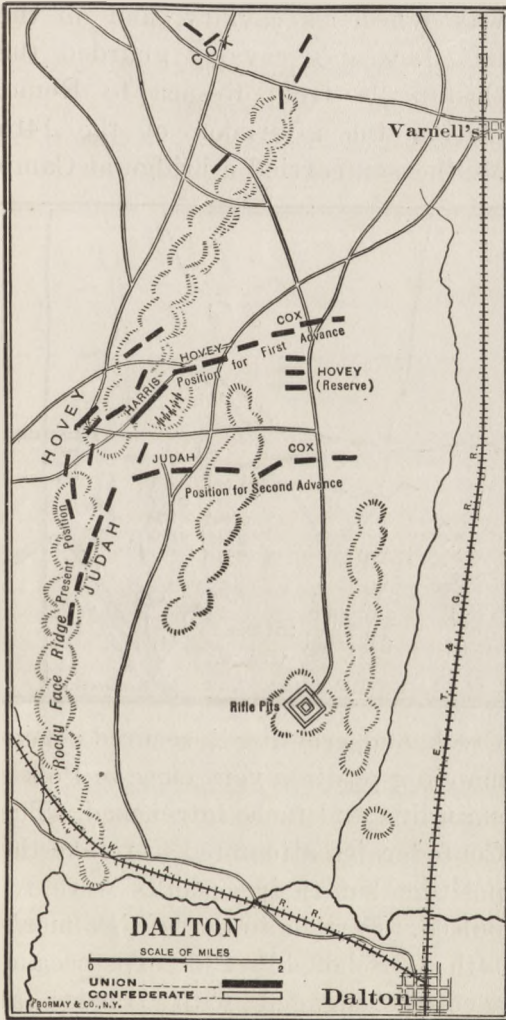 COX
Varnell's
COX
HOVEY
Position for First Advance
HOVEY
(Reserve)
HARRIS
HOVEY
JUDAH
COX
Position for Second Advance
JUDAH
Present Position
Rocky Face Ridge
Rifle Pits
E. T. & G. R. R.
W. & A. R. R.
DALTON
SCALE OF MILES
0 1 2
UNION
CONFEDERATE
Dalton
BORMAY & CO., N.Y.